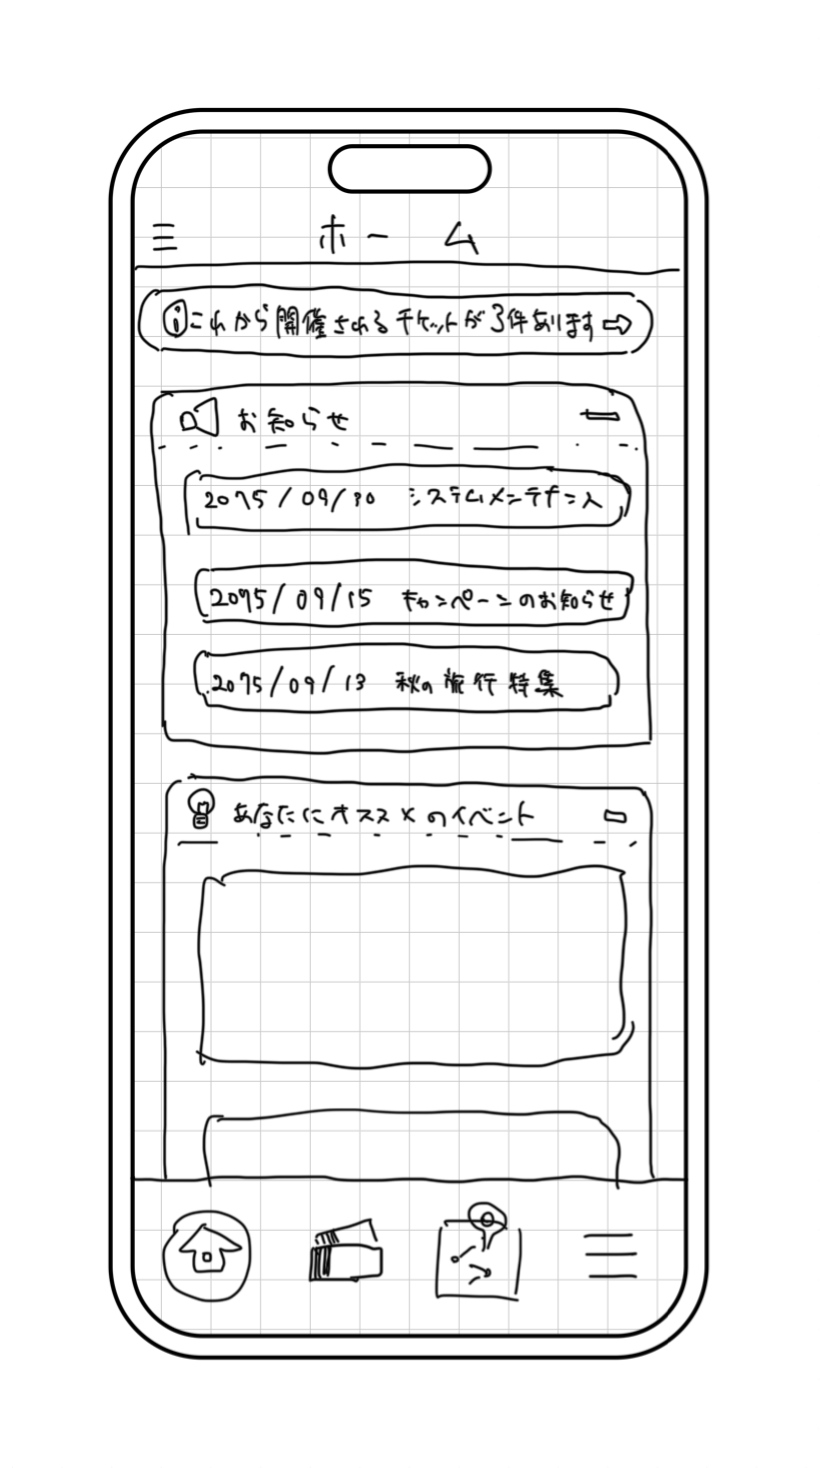 ホーム
これから開催されるチケットが3件あります
お知らせ
2075/09/30 システムメンテナンス
2075/09/15 キャンペーンのお知らせ
2075/09/13 秋の旅行特集
あなたにオススメのイベント